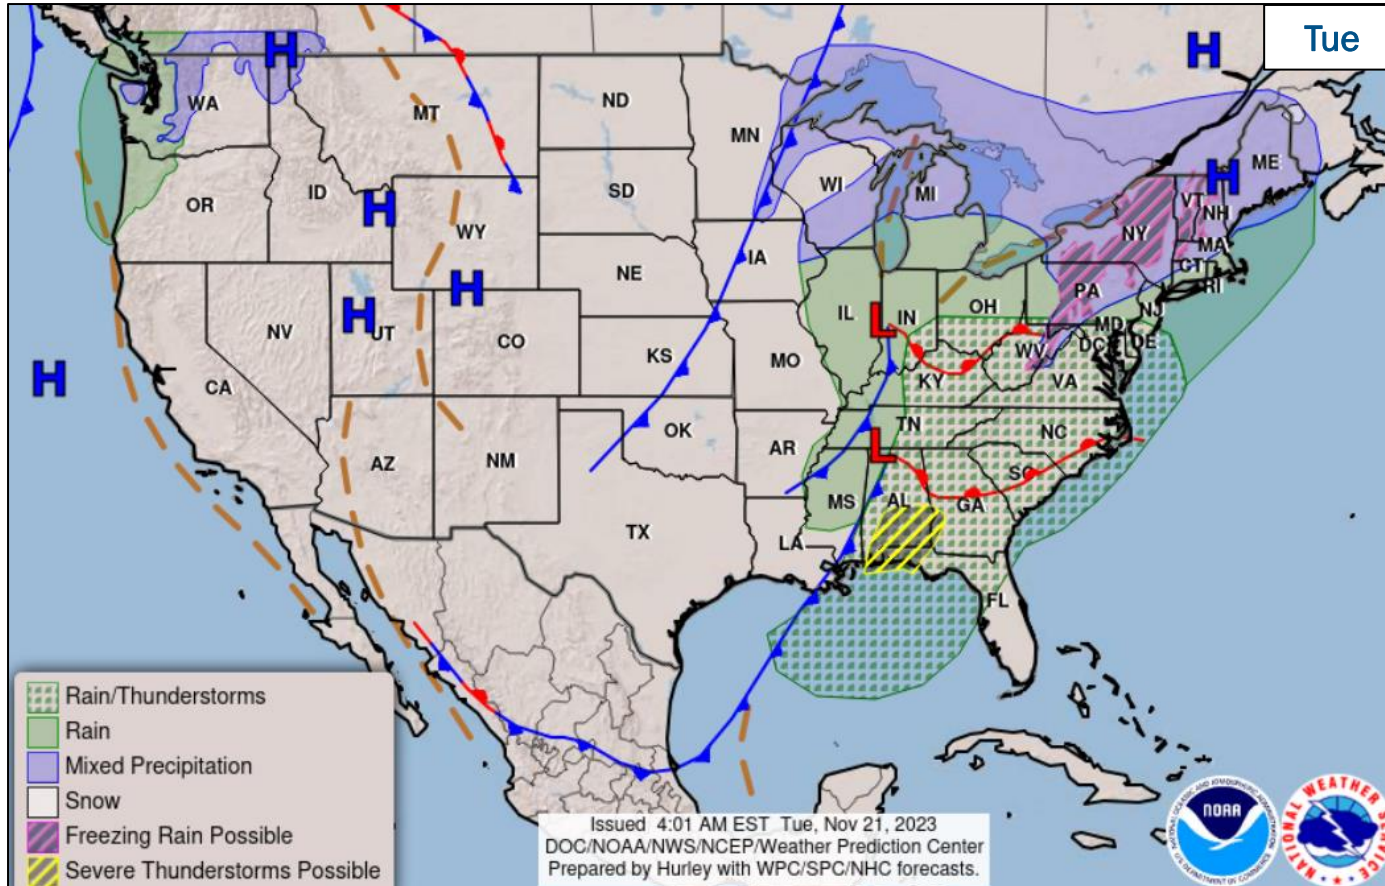 Tue
H
H
WA
MT
ND
MN
ME
H
OR
ID
H
WY
SD
WI
MI
VT
NH
NY
MA
CT
RI
H
H
NV
UT
CO
NE
IA
IL
L
IN
OH
PA
NJ
MD
DE
DC
WV
H
CA
KS
MO
KY
VA
AZ
NM
OK
AR
TN
NC
L
SC
TX
LA
MS
AL
GA
FL
Rain/Thunderstorms
Rain
Mixed Precipitation
Snow
Freezing Rain Possible
Severe Thunderstorms Possible
Issued 4:01 AM EST Tue, Nov 21, 2023
DOC/NOAA/NWS/NCEP/Weather Prediction Center
Prepared by Hurley with WPC/SPC/NHC forecasts.
NOAA
NATIONAL WEATHER SERVICE